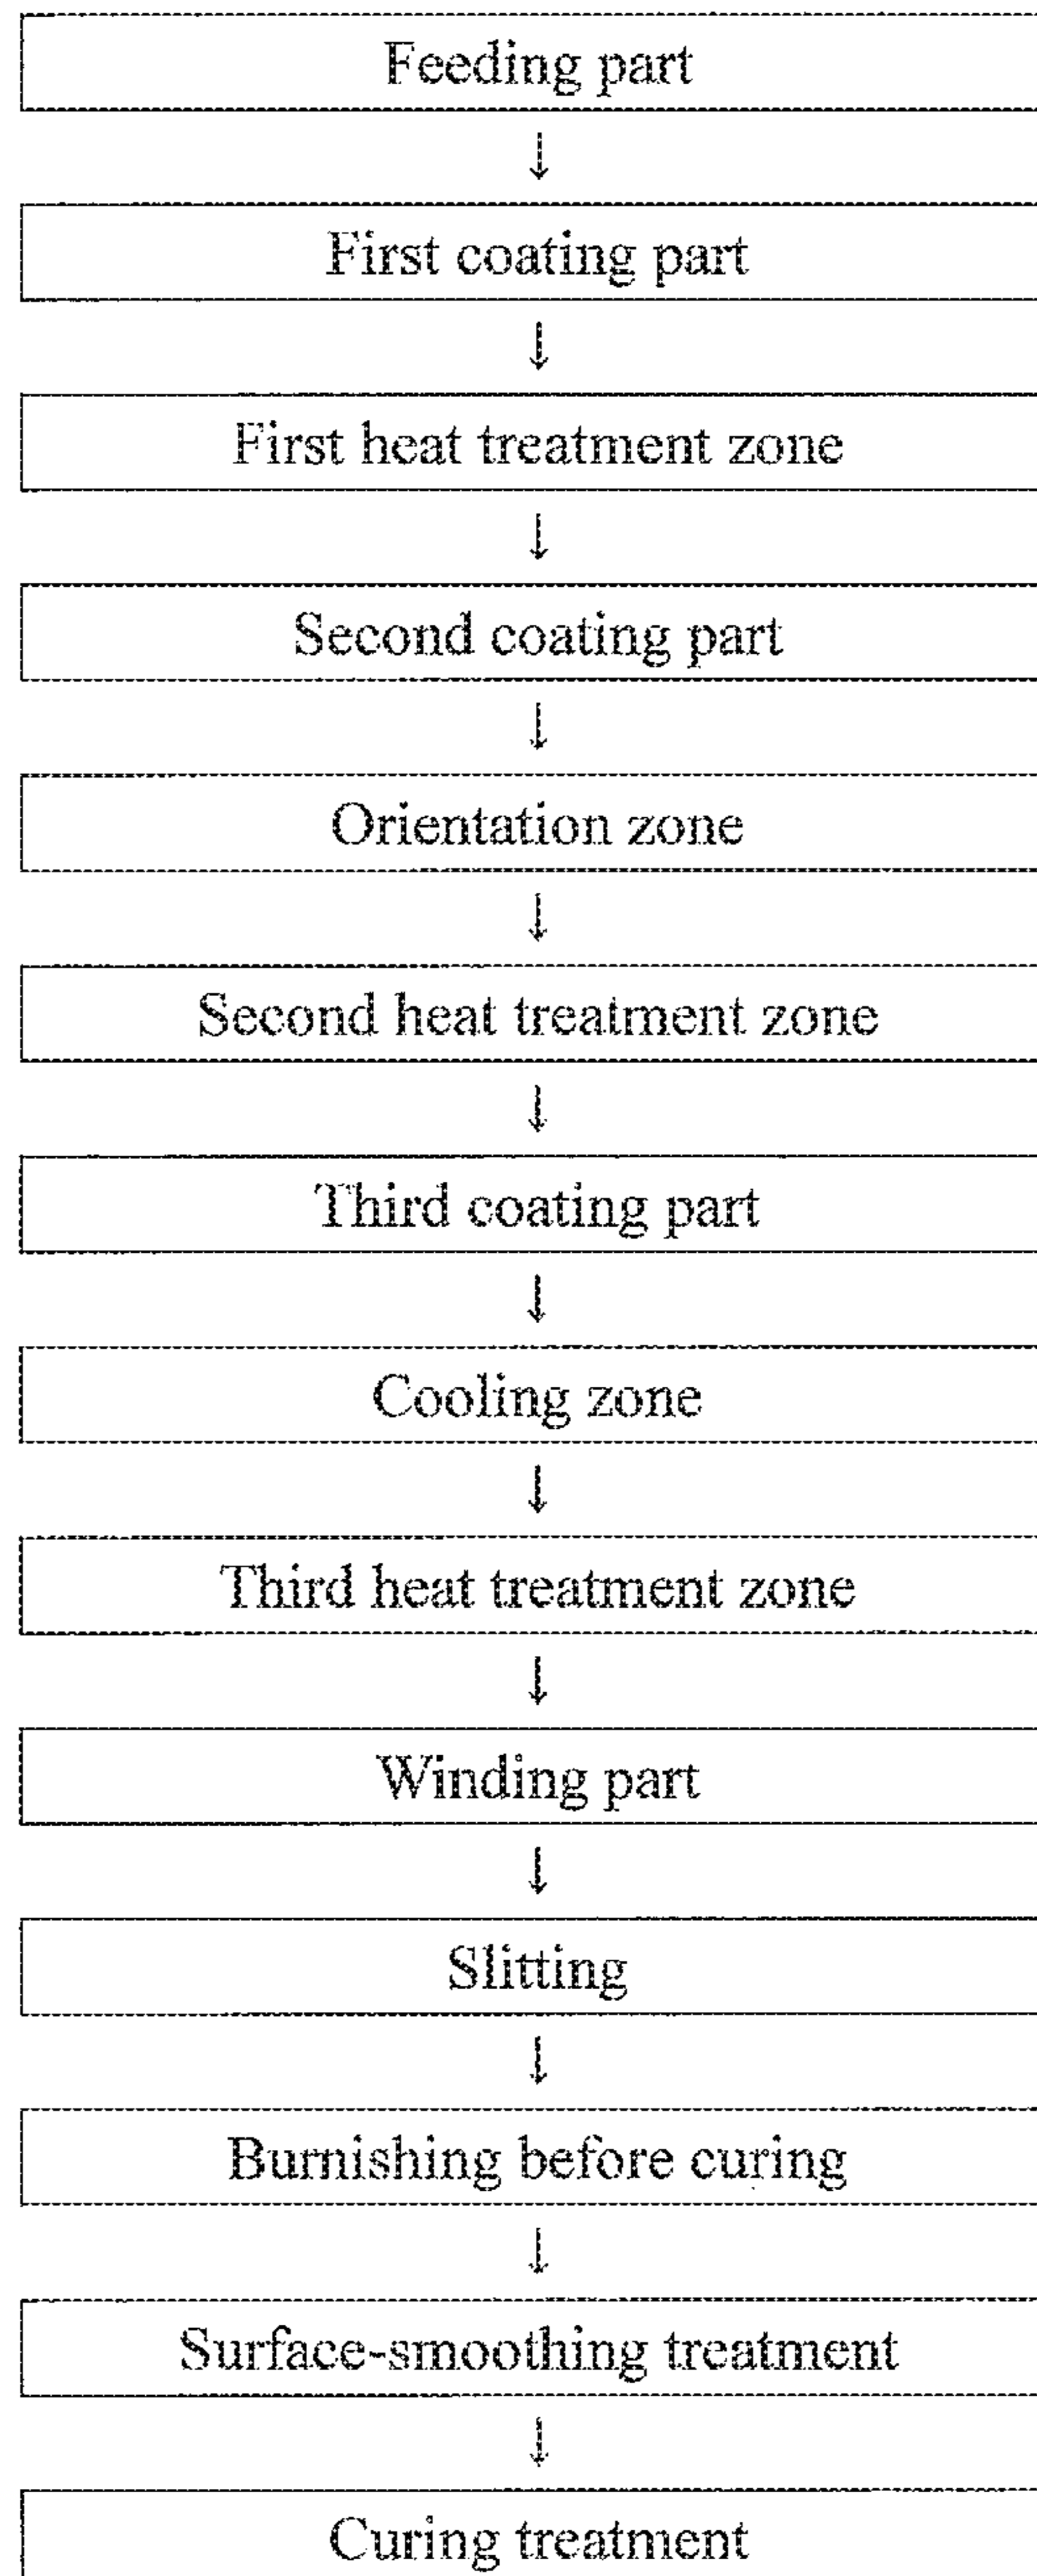 Feeding part
↓
First coating part
↓
First heat treatment zone
↓
Second coating part
↓
Orientation zone
↓
Second heat treatment zone
↓
Third coating part
↓
Cooling zone
↓
Third heat treatment zone
↓
Winding part
↓
Slitting
↓
Burnishing before curing
↓
Surface-smoothing treatment
↓
Curing treatment